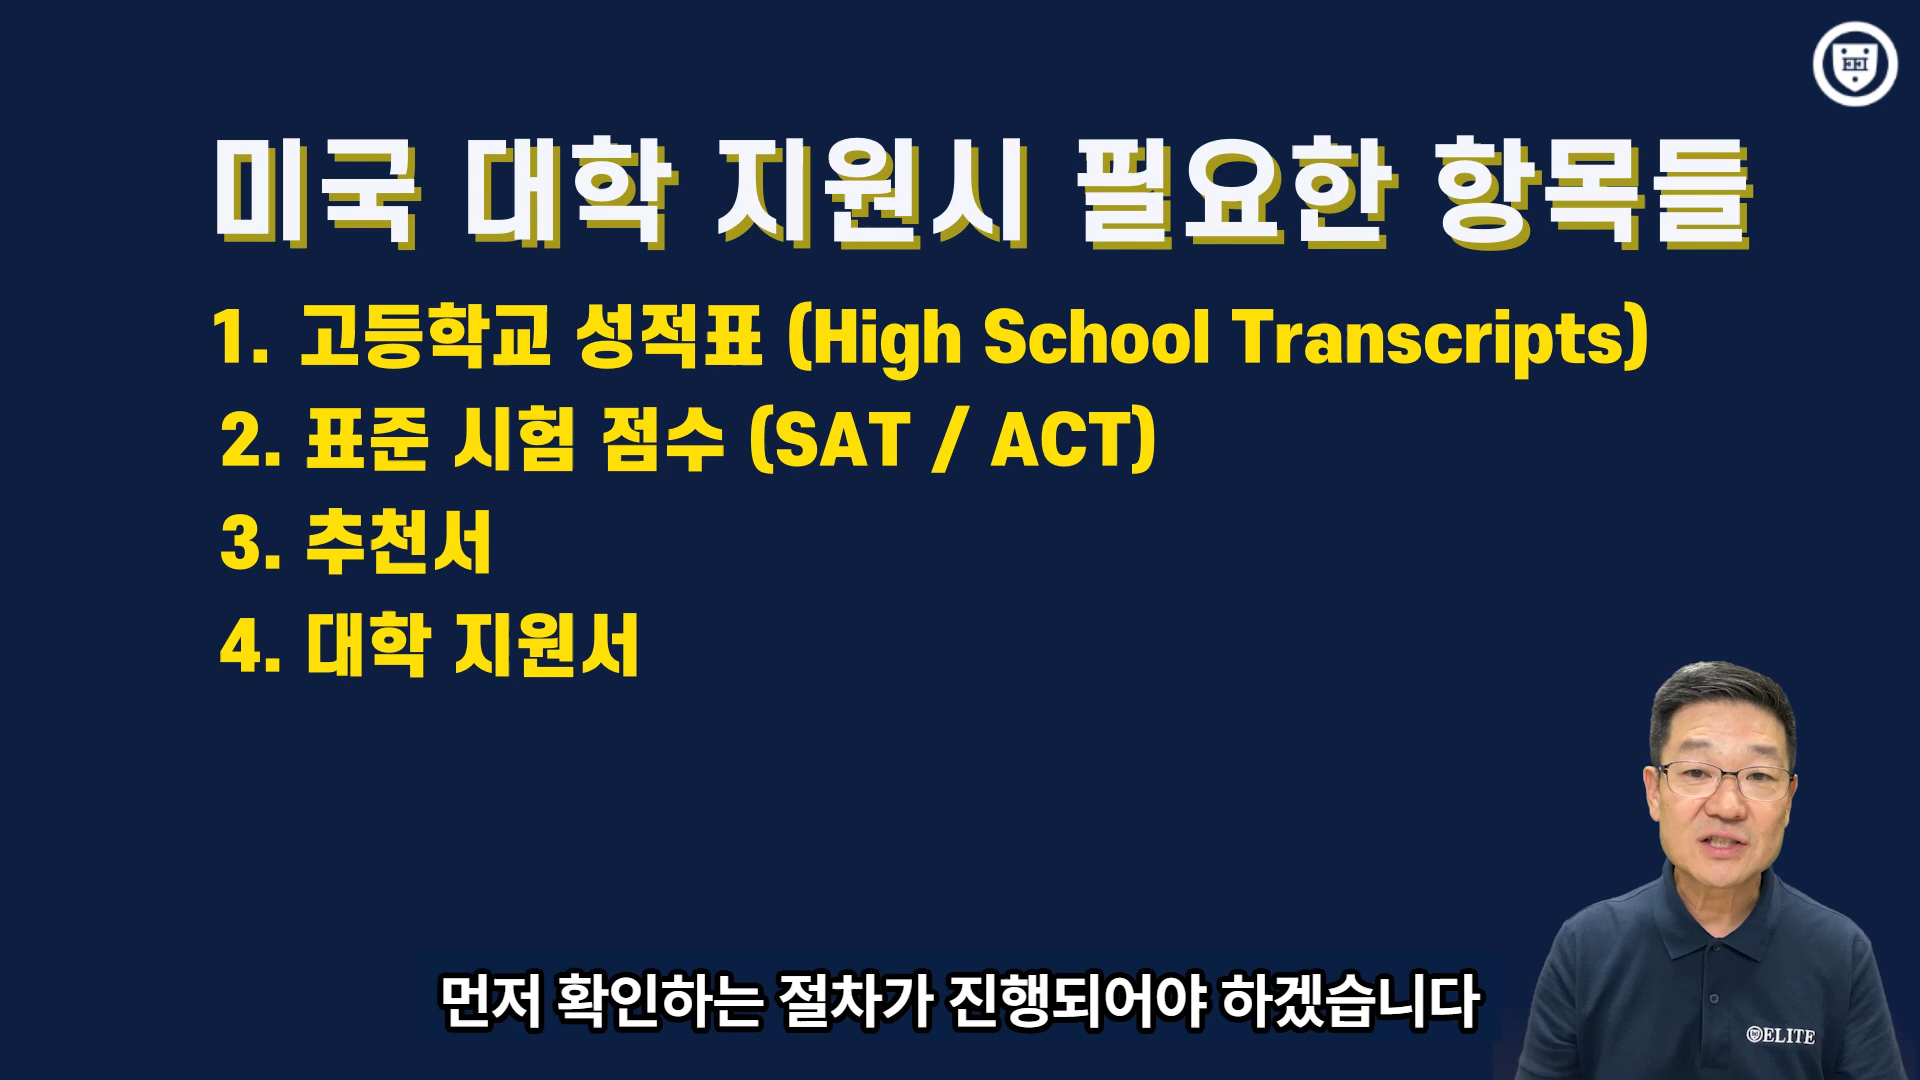 EEI
미국 대학 지원시 필요한 항목들
1. 고등학교 성적표 (High School Transcripts)
2. 표준 시험 점수 (SAT / ACT)
3. 추천서
4. 대학 지원서
먼저 확인하는 절차가 진행되어야 하겠습니다
ELITE